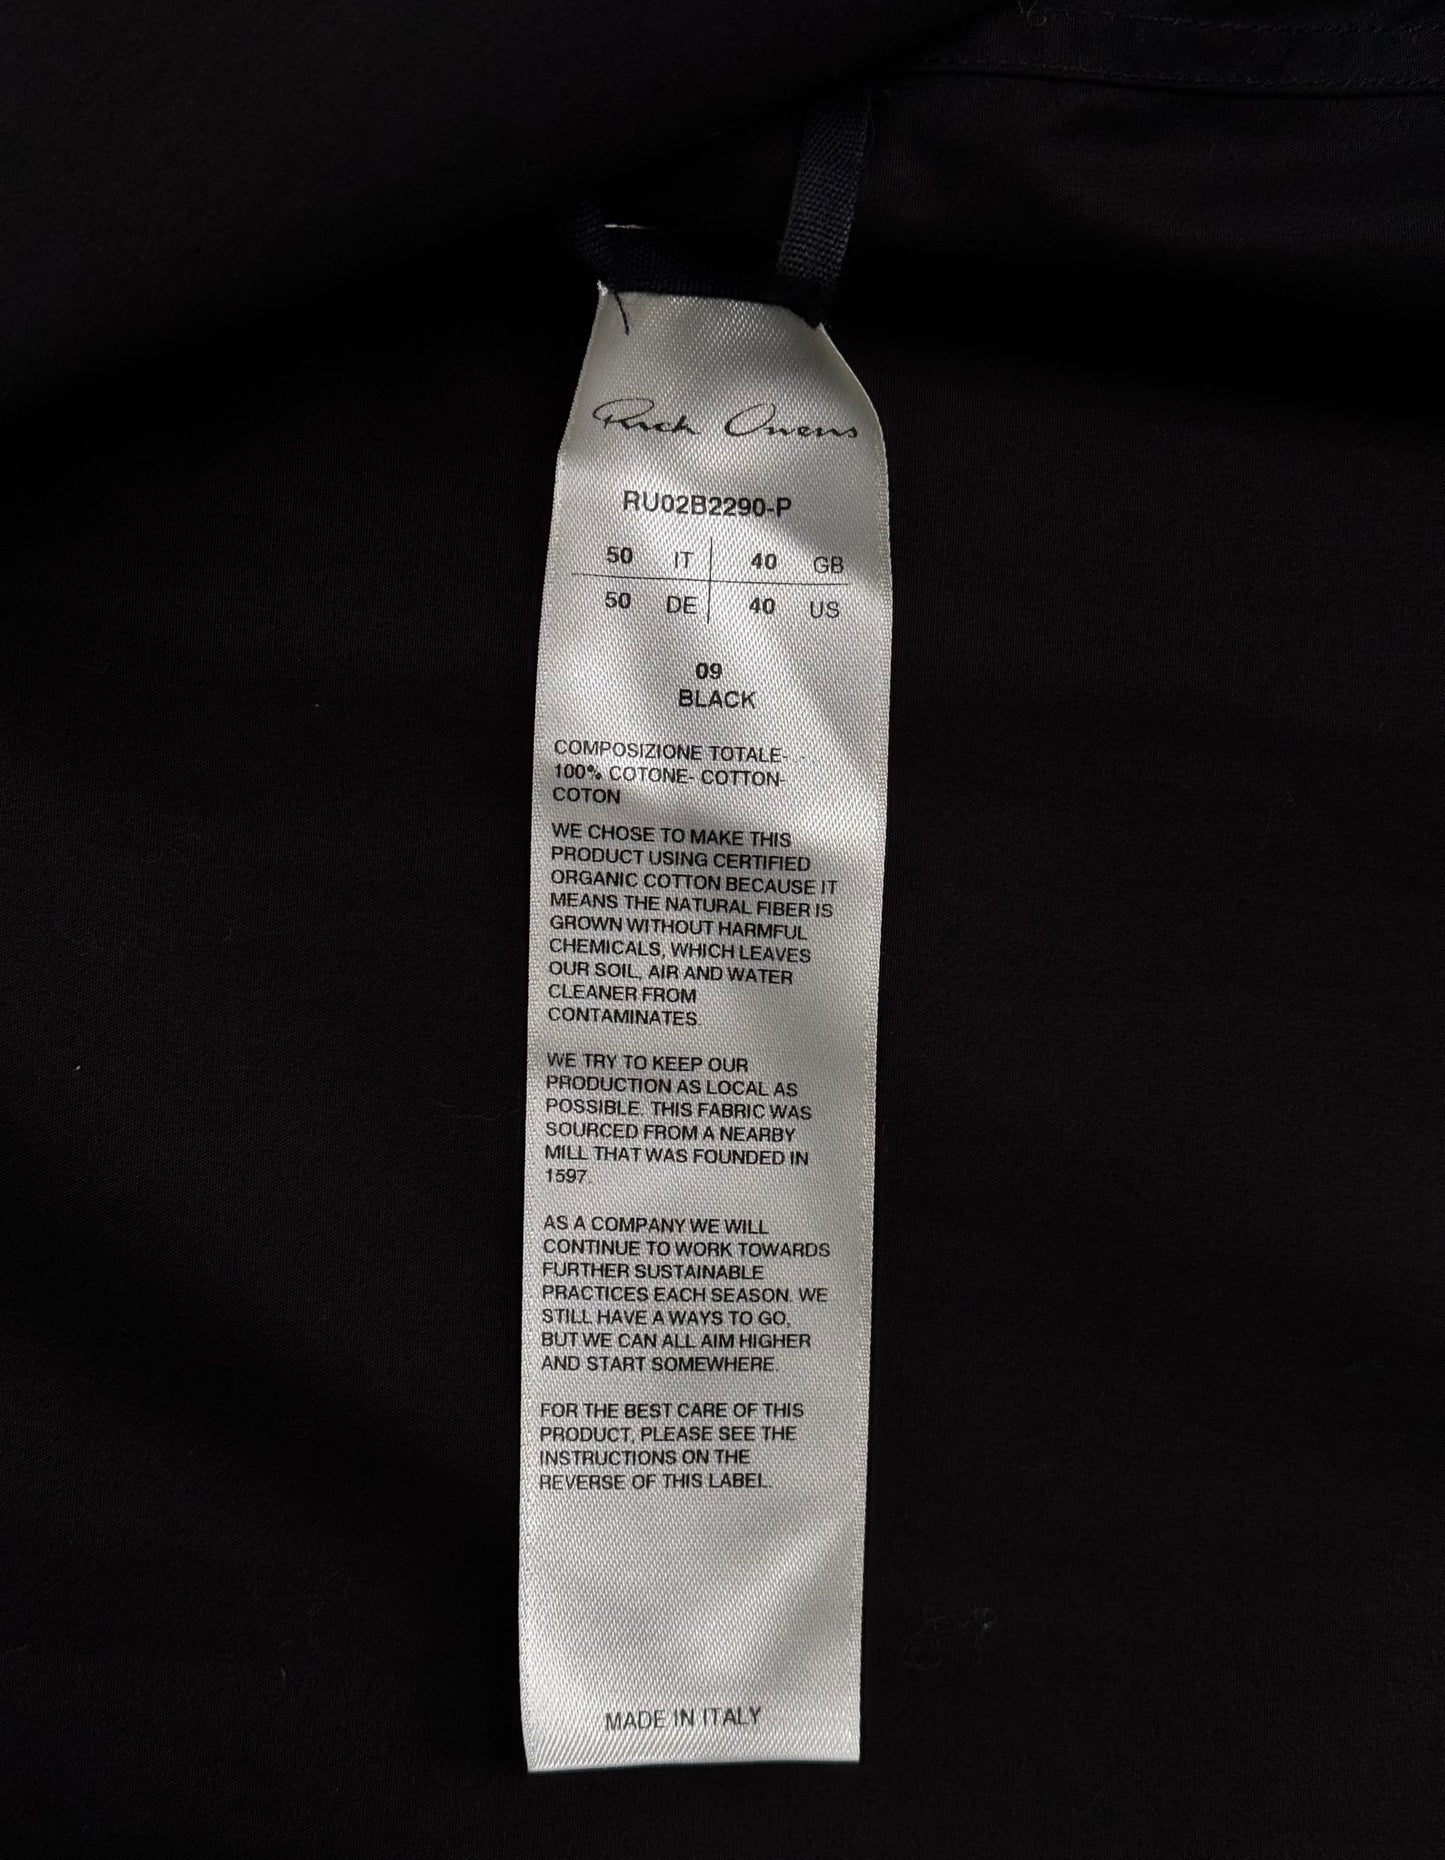 Rick Owens
RU02B2290-P
50 IT 40 GB
50 DE 40 US
09
BLACK
COMPOSIZIONE TOTALE- -
100% COTONE- COTTON-
COTON
WE CHOSE TO MAKE THIS
PRODUCT USING CERTIFIED
ORGANIC COTTON BECAUSE IT
MEANS THE NATURAL FIBER IS
GROWN WITHOUT HARMFUL
CHEMICALS, WHICH LEAVES
OUR SOIL, AIR AND WATER
CLEANER FROM
CONTAMINATES.
WE TRY TO KEEP OUR
PRODUCTION AS LOCAL AS
POSSIBLE. THIS FABRIC WAS
SOURCED FROM A NEARBY
MILL THAT WAS FOUNDED IN
1597.
AS A COMPANY WE WILL
CONTINUE TO WORK TOWARDS
FURTHER SUSTAINABLE
PRACTICES EACH SEASON. WE
STILL HAVE A WAYS TO GO,
BUT WE CAN ALL AIM HIGHER
AND START SOMEWHERE.
FOR THE BEST CARE OF THIS
PRODUCT, PLEASE SEE THE
INSTRUCTIONS ON THE
REVERSE OF THIS LABEL.
MADE IN ITALY